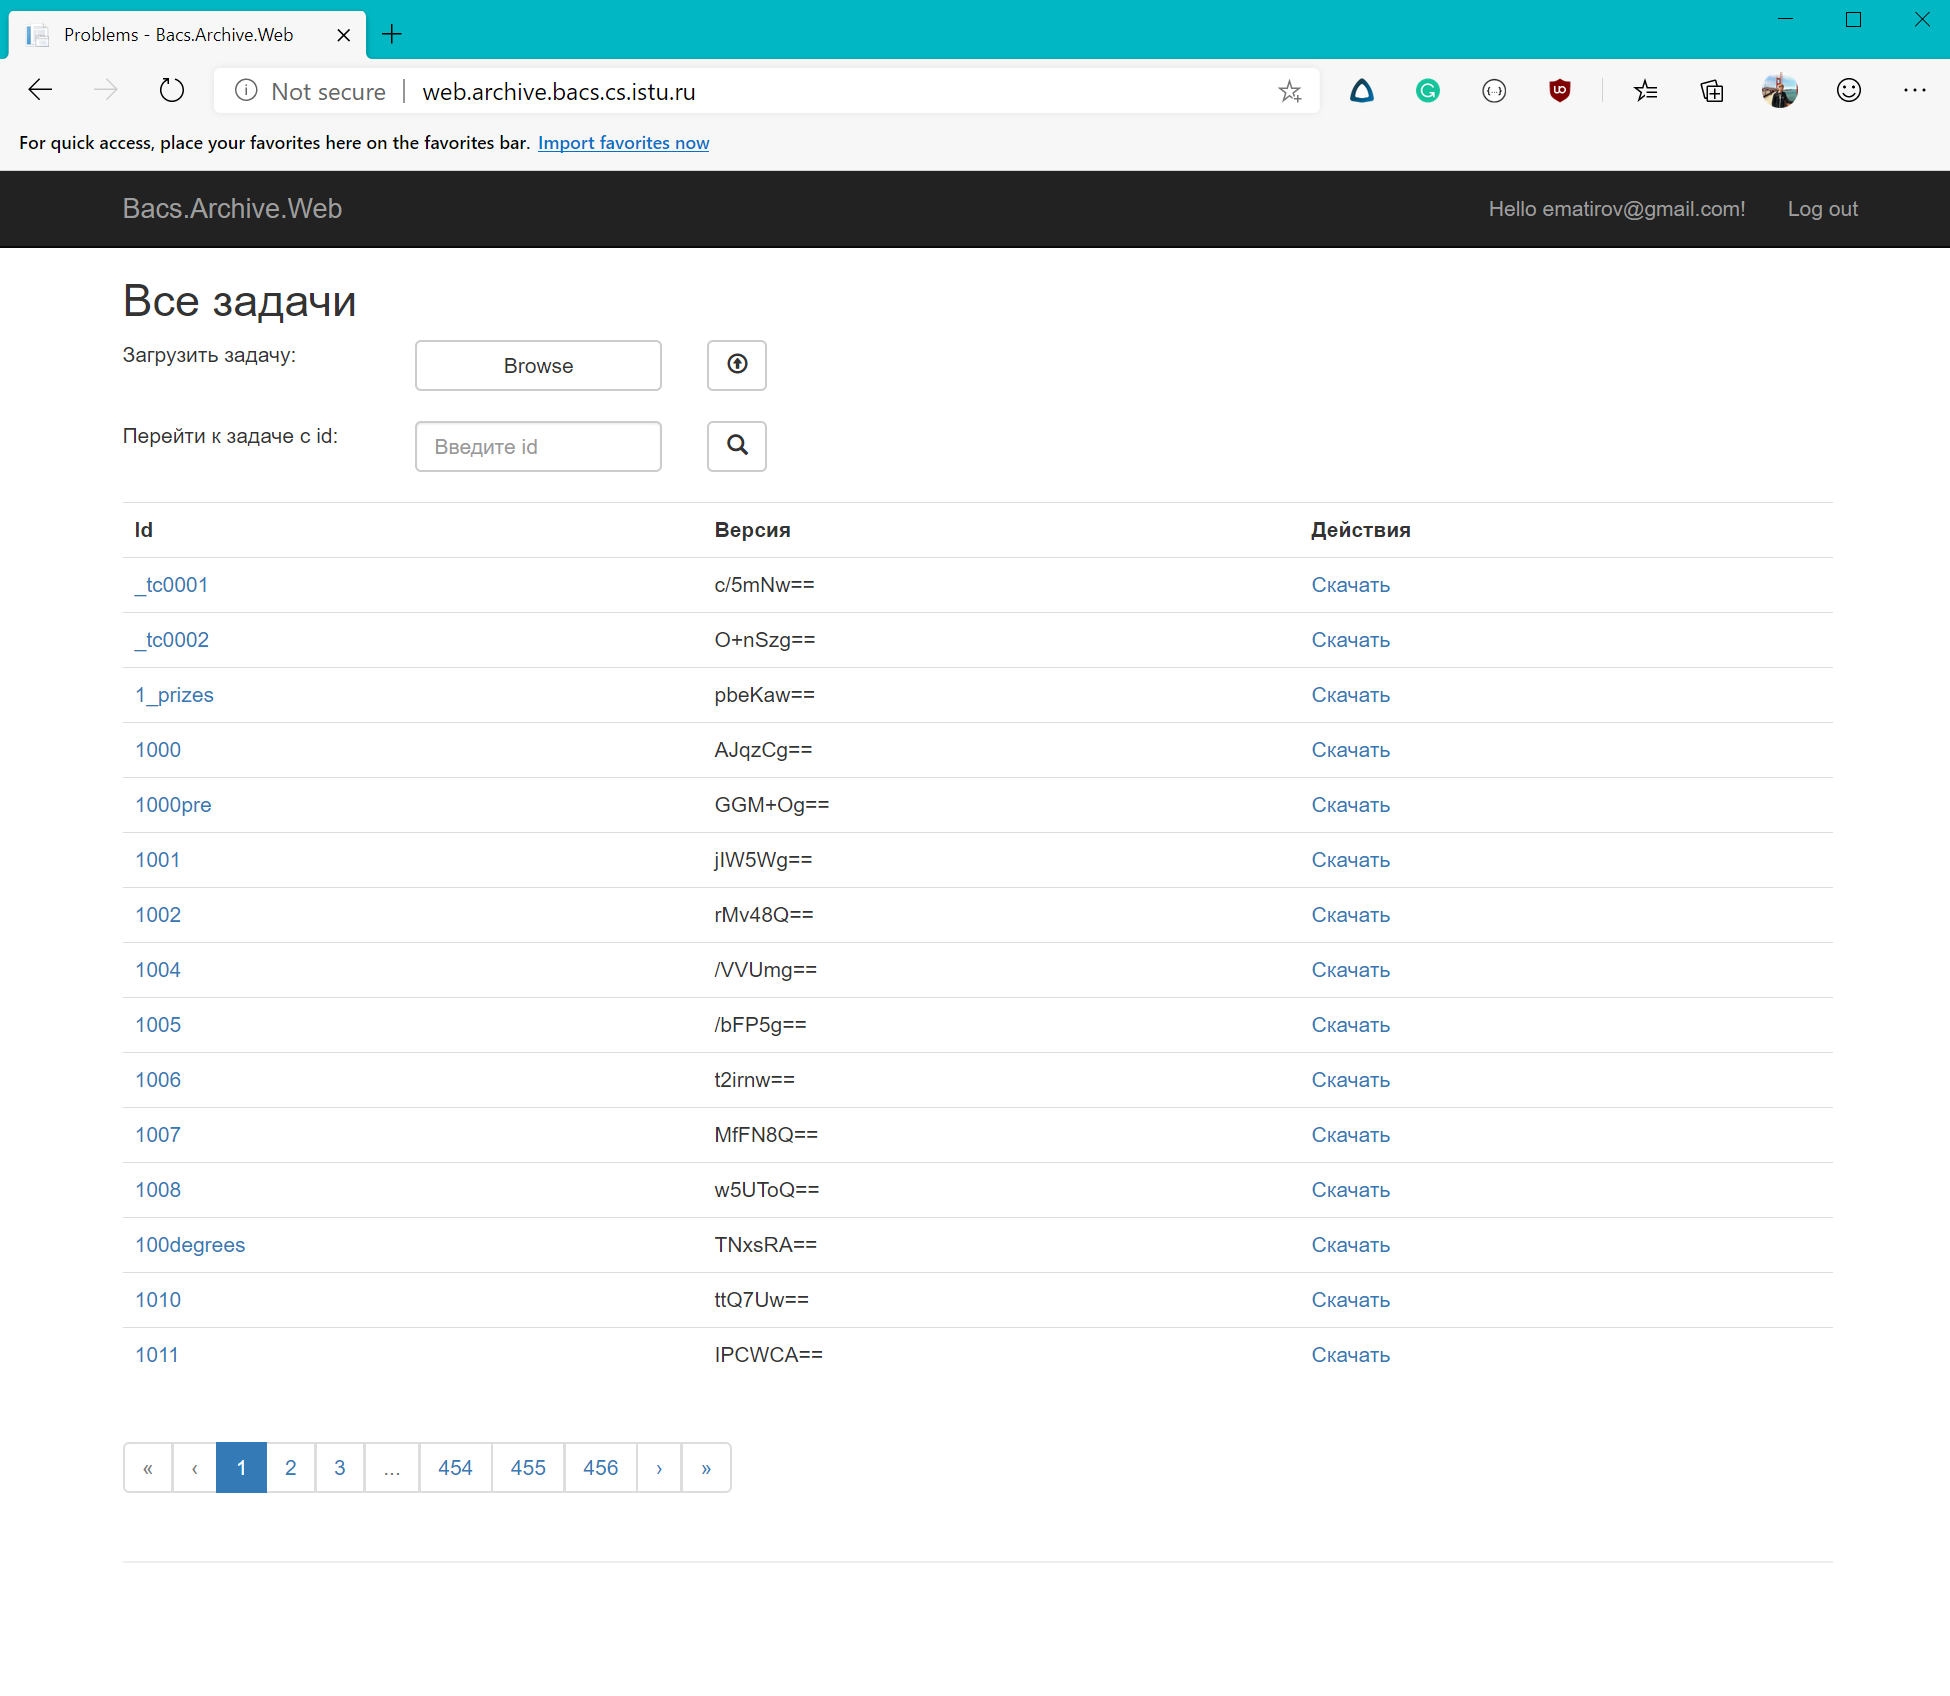 Problems - Bacs.Archive.Web
Not secure web.archive.bacs.cs.istu.ru
For quick access, place your favorites here on the favorites bar. Import favorites now
Bacs.Archive.Web Hello ematirov@gmail.com! Log out
Все задачи
Загрузить задачу: Browse
Перейти к задаче с id: Введите id
Id Версия Действия
_tc0001 c/5mNw== Скачать
_tc0002 O+nSzg== Скачать
1_prizes pbeKaw== Скачать
1000 AJqzCg== Скачать
1000pre GGM+Og== Скачать
1001 jIW5Wg== Скачать
1002 rMv48Q== Скачать
1004 /VVUmg== Скачать
1005 /bFP5g== Скачать
1006 t2irnw== Скачать
1007 MfFN8Q== Скачать
1008 w5UToQ== Скачать
100degrees TNxsRA== Скачать
1010 ttQ7Uw== Скачать
1011 IPCWCA== Скачать
« ‹ 1 2 3 ... 454 455 456 › »